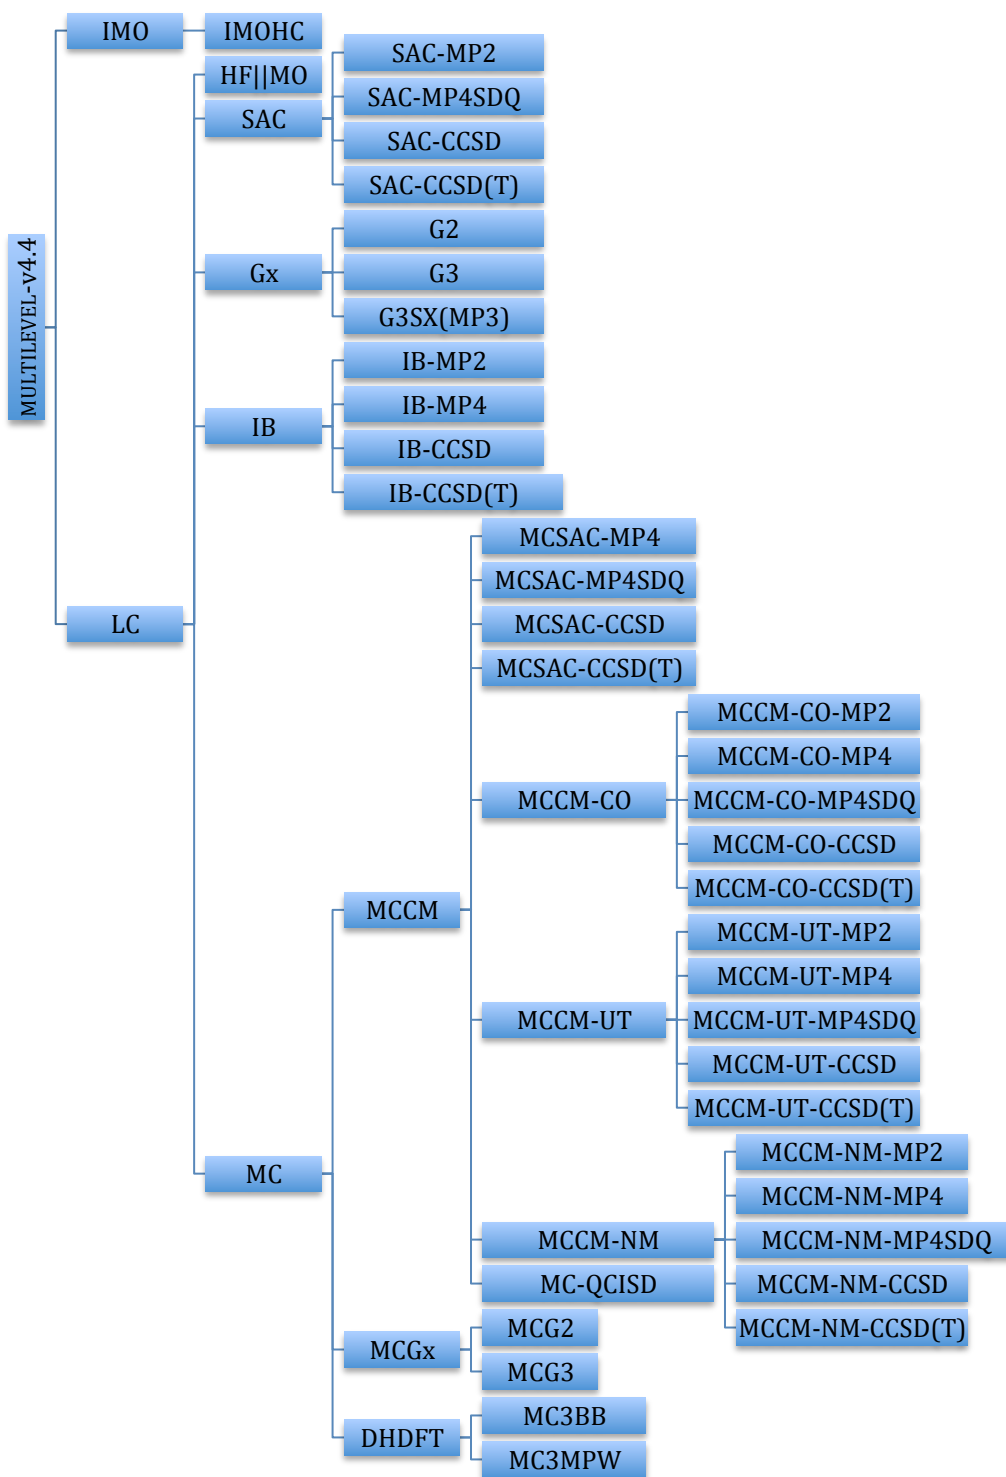 MULTILEVEL-v4.4
IMO
IMOHC
LC
HF||MO
SAC
SAC-MP2
SAC-MP4SDQ
SAC-CCSD
SAC-CCSD(T)
Gx
G2
G3
G3SX(MP3)
IB
IB-MP2
IB-MP4
IB-CCSD
IB-CCSD(T)
MC
MCCM
MCSAC-MP4
MCSAC-MP4SDQ
MCSAC-CCSD
MCSAC-CCSD(T)
MCCM-CO
MCCM-CO-MP2
MCCM-CO-MP4
MCCM-CO-MP4SDQ
MCCM-CO-CCSD
MCCM-CO-CCSD(T)
MCCM-UT
MCCM-UT-MP2
MCCM-UT-MP4
MCCM-UT-MP4SDQ
MCCM-UT-CCSD
MCCM-UT-CCSD(T)
MCCM-NM
MCCM-NM-MP2
MCCM-NM-MP4
MCCM-NM-MP4SDQ
MCCM-NM-CCSD
MCCM-NM-CCSD(T)
MC-QCISD
MCGx
MCG2
MCG3
DHDFT
MC3BB
MC3MPW